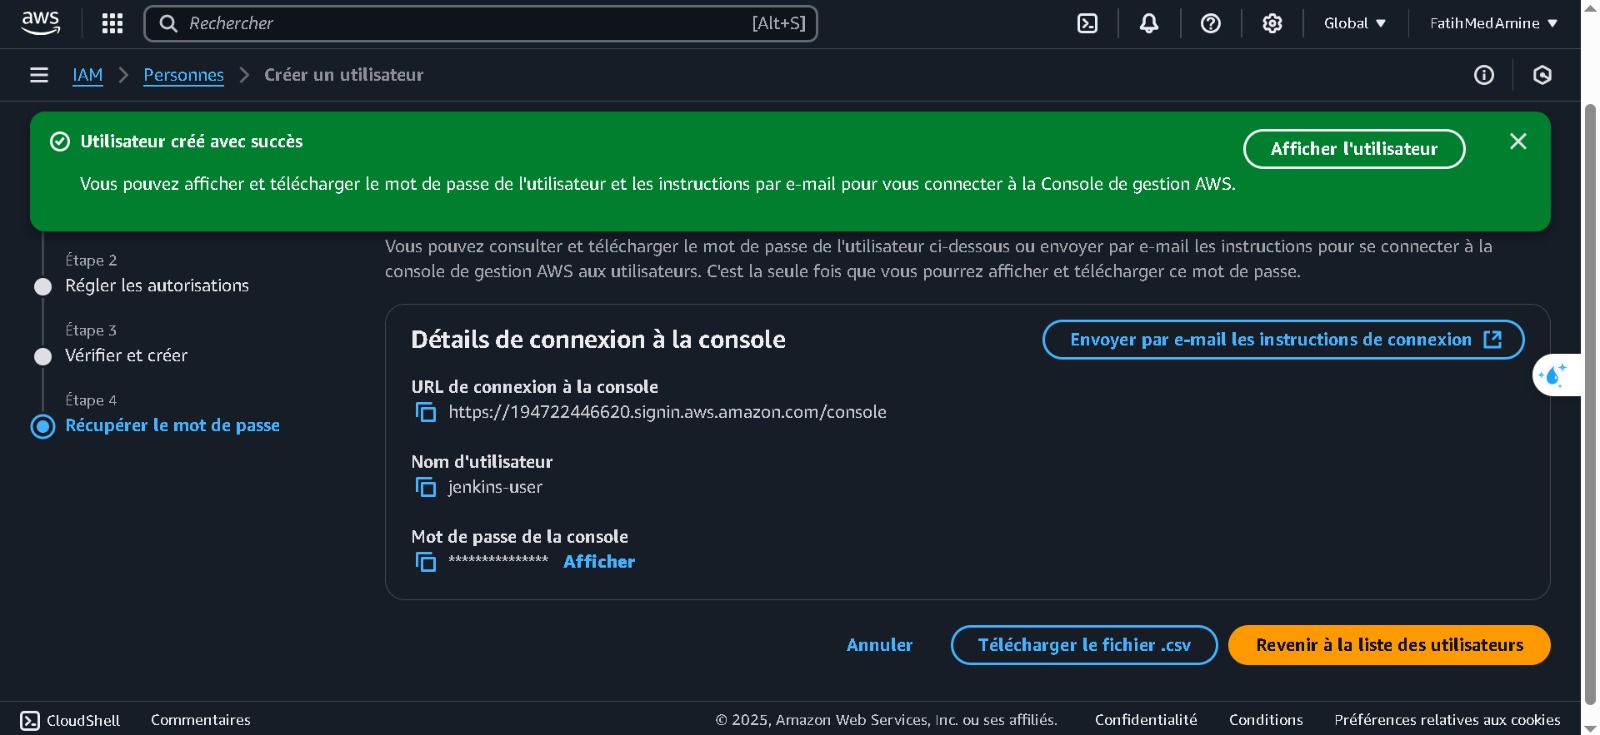 aws
Rechercher [Alt+S]
Global ▼
FatihMedAmine ▼
IAM > Personnes > Créer un utilisateur
Utilisateur créé avec succès
Vous pouvez afficher et télécharger le mot de passe de l'utilisateur et les instructions par e-mail pour vous connecter à la Console de gestion AWS.
Afficher l'utilisateur
Étape 2
Régler les autorisations
Étape 3
Vérifier et créer
Étape 4
Récupérer le mot de passe
Vous pouvez consulter et télécharger le mot de passe de l'utilisateur ci-dessous ou envoyer par e-mail les instructions pour se connecter à la
console de gestion AWS aux utilisateurs. C'est la seule fois que vous pourrez afficher et télécharger ce mot de passe.
Détails de connexion à la console
Envoyer par e-mail les instructions de connexion
URL de connexion à la console
https://194722446620.signin.aws.amazon.com/console
Nom d'utilisateur
jenkins-user
Mot de passe de la console
*************** Afficher
Annuler
Télécharger le fichier .csv
Revenir à la liste des utilisateurs
CloudShell
Commentaires
© 2025, Amazon Web Services, Inc. ou ses affiliés.
Confidentialité
Conditions
Préférences relatives aux cookies